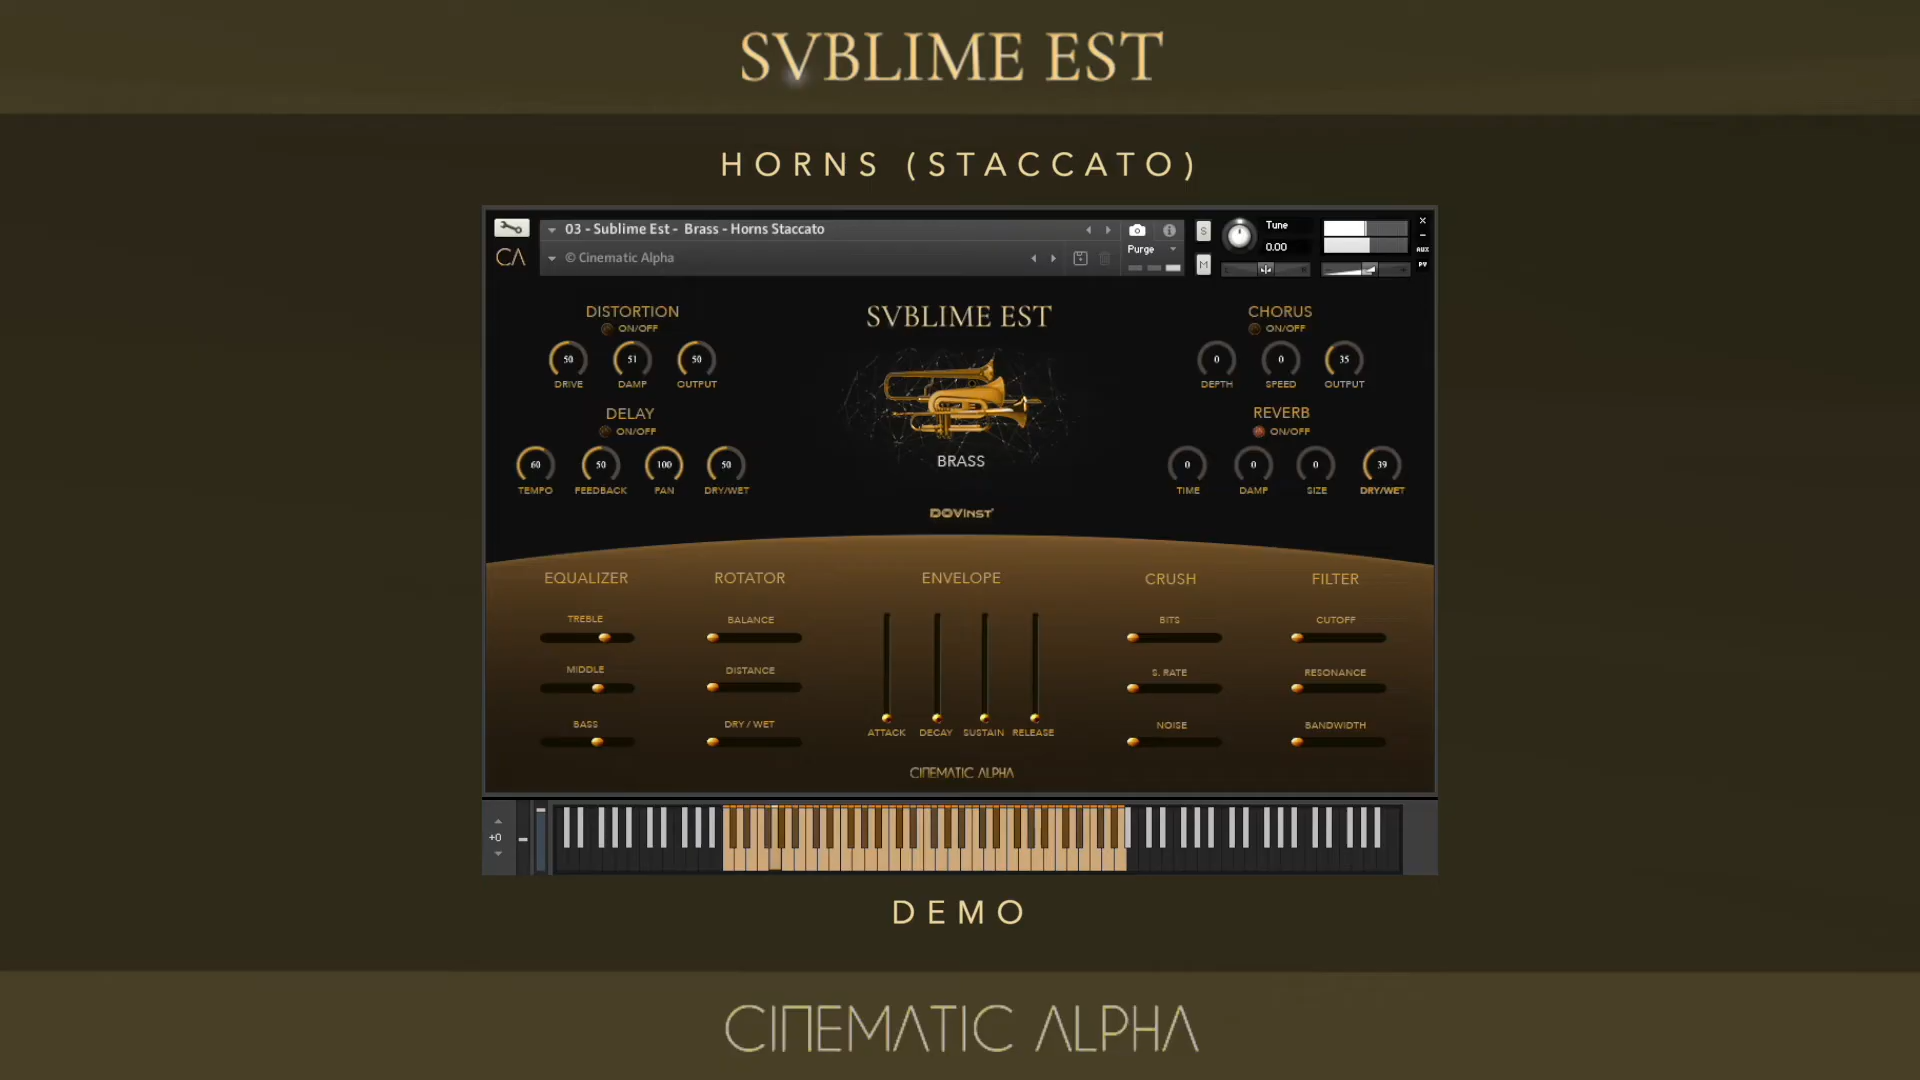 SVBLIME EST
HORNS (STACCATO)
03 - Sublime Est - Brass - Horns Staccato
© Cinematic Alpha
CA
Purge
S
M
Tune
0.00
X
AUX
PV
DISTORTION
ON/OFF
50 51 50
DRIVE DAMP OUTPUT
DELAY
ON/OFF
60 50 100 50
TEMPO FEEDBACK PAN DRY/WET
SVBLIME EST
BRASS
DOVINST
CHORUS
ON/OFF
0 0 35
DEPTH SPEED OUTPUT
REVERB
ON/OFF
0 0 0 39
TIME DAMP SIZE DRY/WET
EQUALIZER
TREBLE
MIDDLE
BASS
ROTATOR
BALANCE
DISTANCE
DRY / WET
ENVELOPE
ATTACK DECAY SUSTAIN RELEASE
CRUSH
BITS
S. RATE
NOISE
FILTER
CUTOFF
RESONANCE
BANDWIDTH
CINEMATIC ALPHA
+0
DEMO
CINEMATIC ALPHA